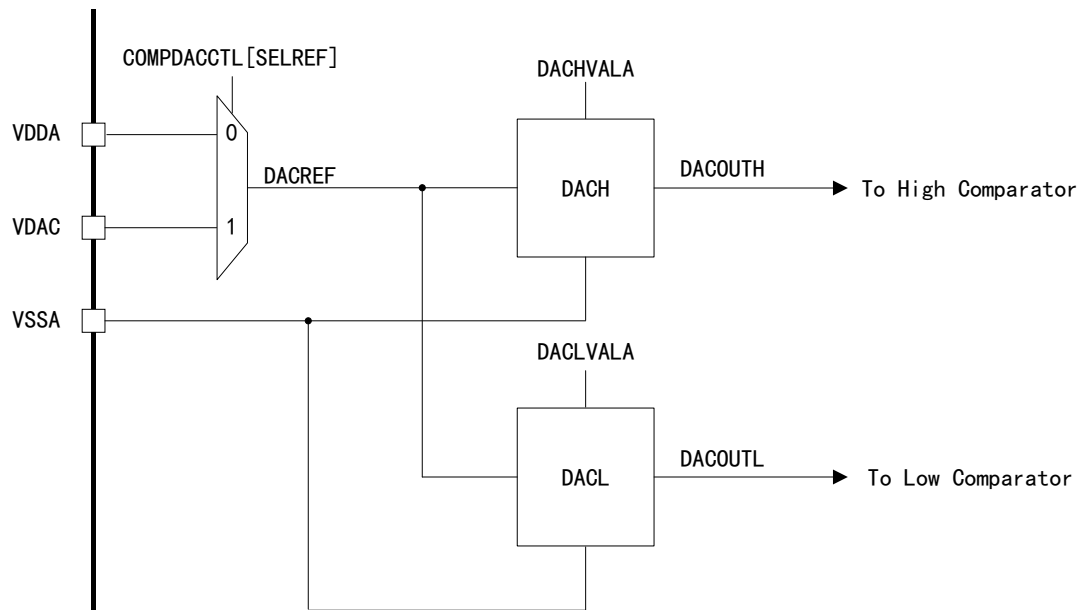 COMPDACCTL[SELREF]
DACHVALA
VDDA
0
DACREF
DACH
DACOUTH
To High Comparator
VDAC
1
VSSA
DACLVALA
DACL
DACOUTL
To Low Comparator